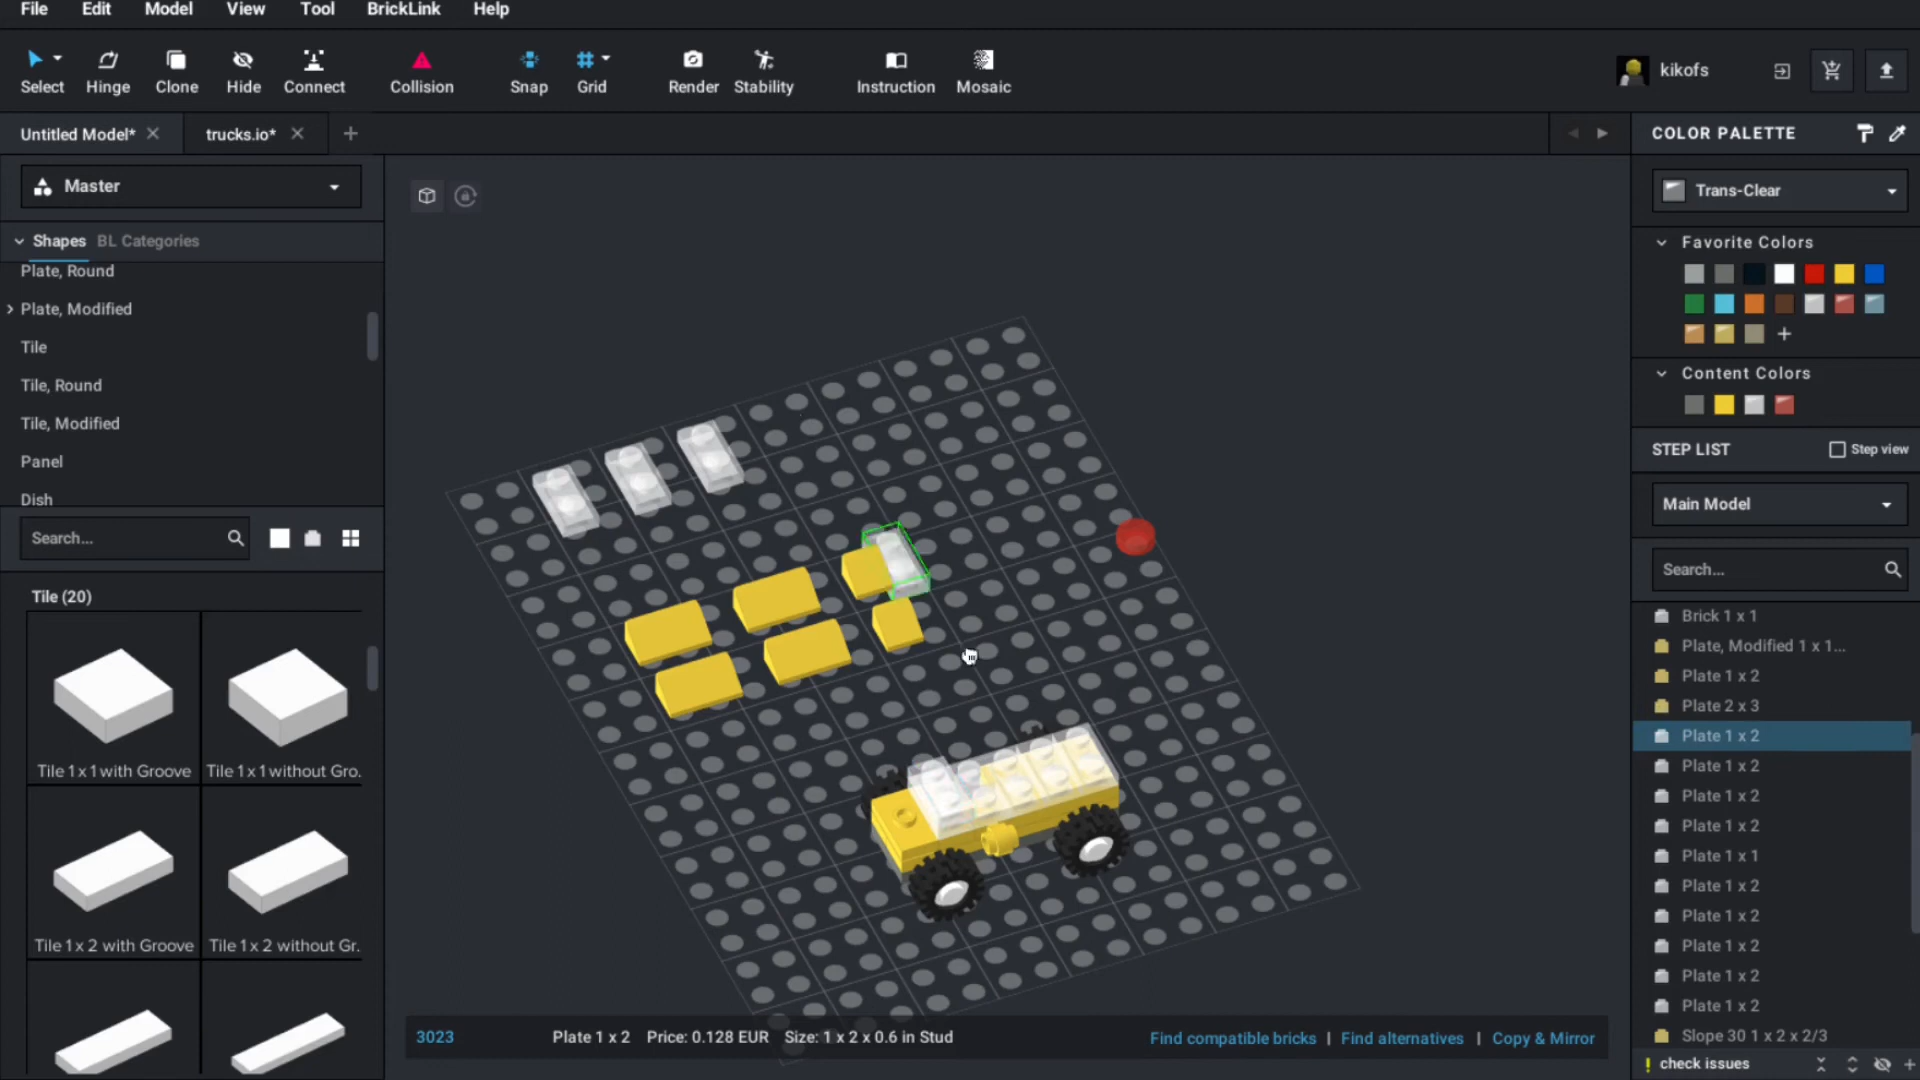 File Edit Model View Tool BrickLink Help
Select Hinge Clone Hide Connect Collision Snap Grid Render Stability Instruction Mosaic
kikofs
Untitled Model* trucks.io*
Master
Shapes BL Categories
Plate, Round
Plate, Modified
Tile
Tile, Round
Tile, Modified
Panel
Dish
Search...
Tile (20)
Tile 1 x 1 with Groove
Tile 1 x 1 without Gro.
Tile 1 x 2 with Groove
Tile 1 x 2 without Gr.
3023 Plate 1 x 2 Price: 0.128 EUR Size: 1 x 2 x 0.6 in Stud
Find compatible bricks | Find alternatives | Copy & Mirror
COLOR PALETTE
Trans-Clear
Favorite Colors
Content Colors
STEP LIST Step view
Main Model
Search...
Brick 1 x 1
Plate, Modified 1 x 1...
Plate 1 x 2
Plate 2 x 3
Plate 1 x 2
Plate 1 x 2
Plate 1 x 2
Plate 1 x 2
Plate 1 x 1
Plate 1 x 2
Plate 1 x 2
Plate 1 x 2
Plate 1 x 2
Plate 1 x 2
Slope 30 1 x 2 x 2/3
check issues